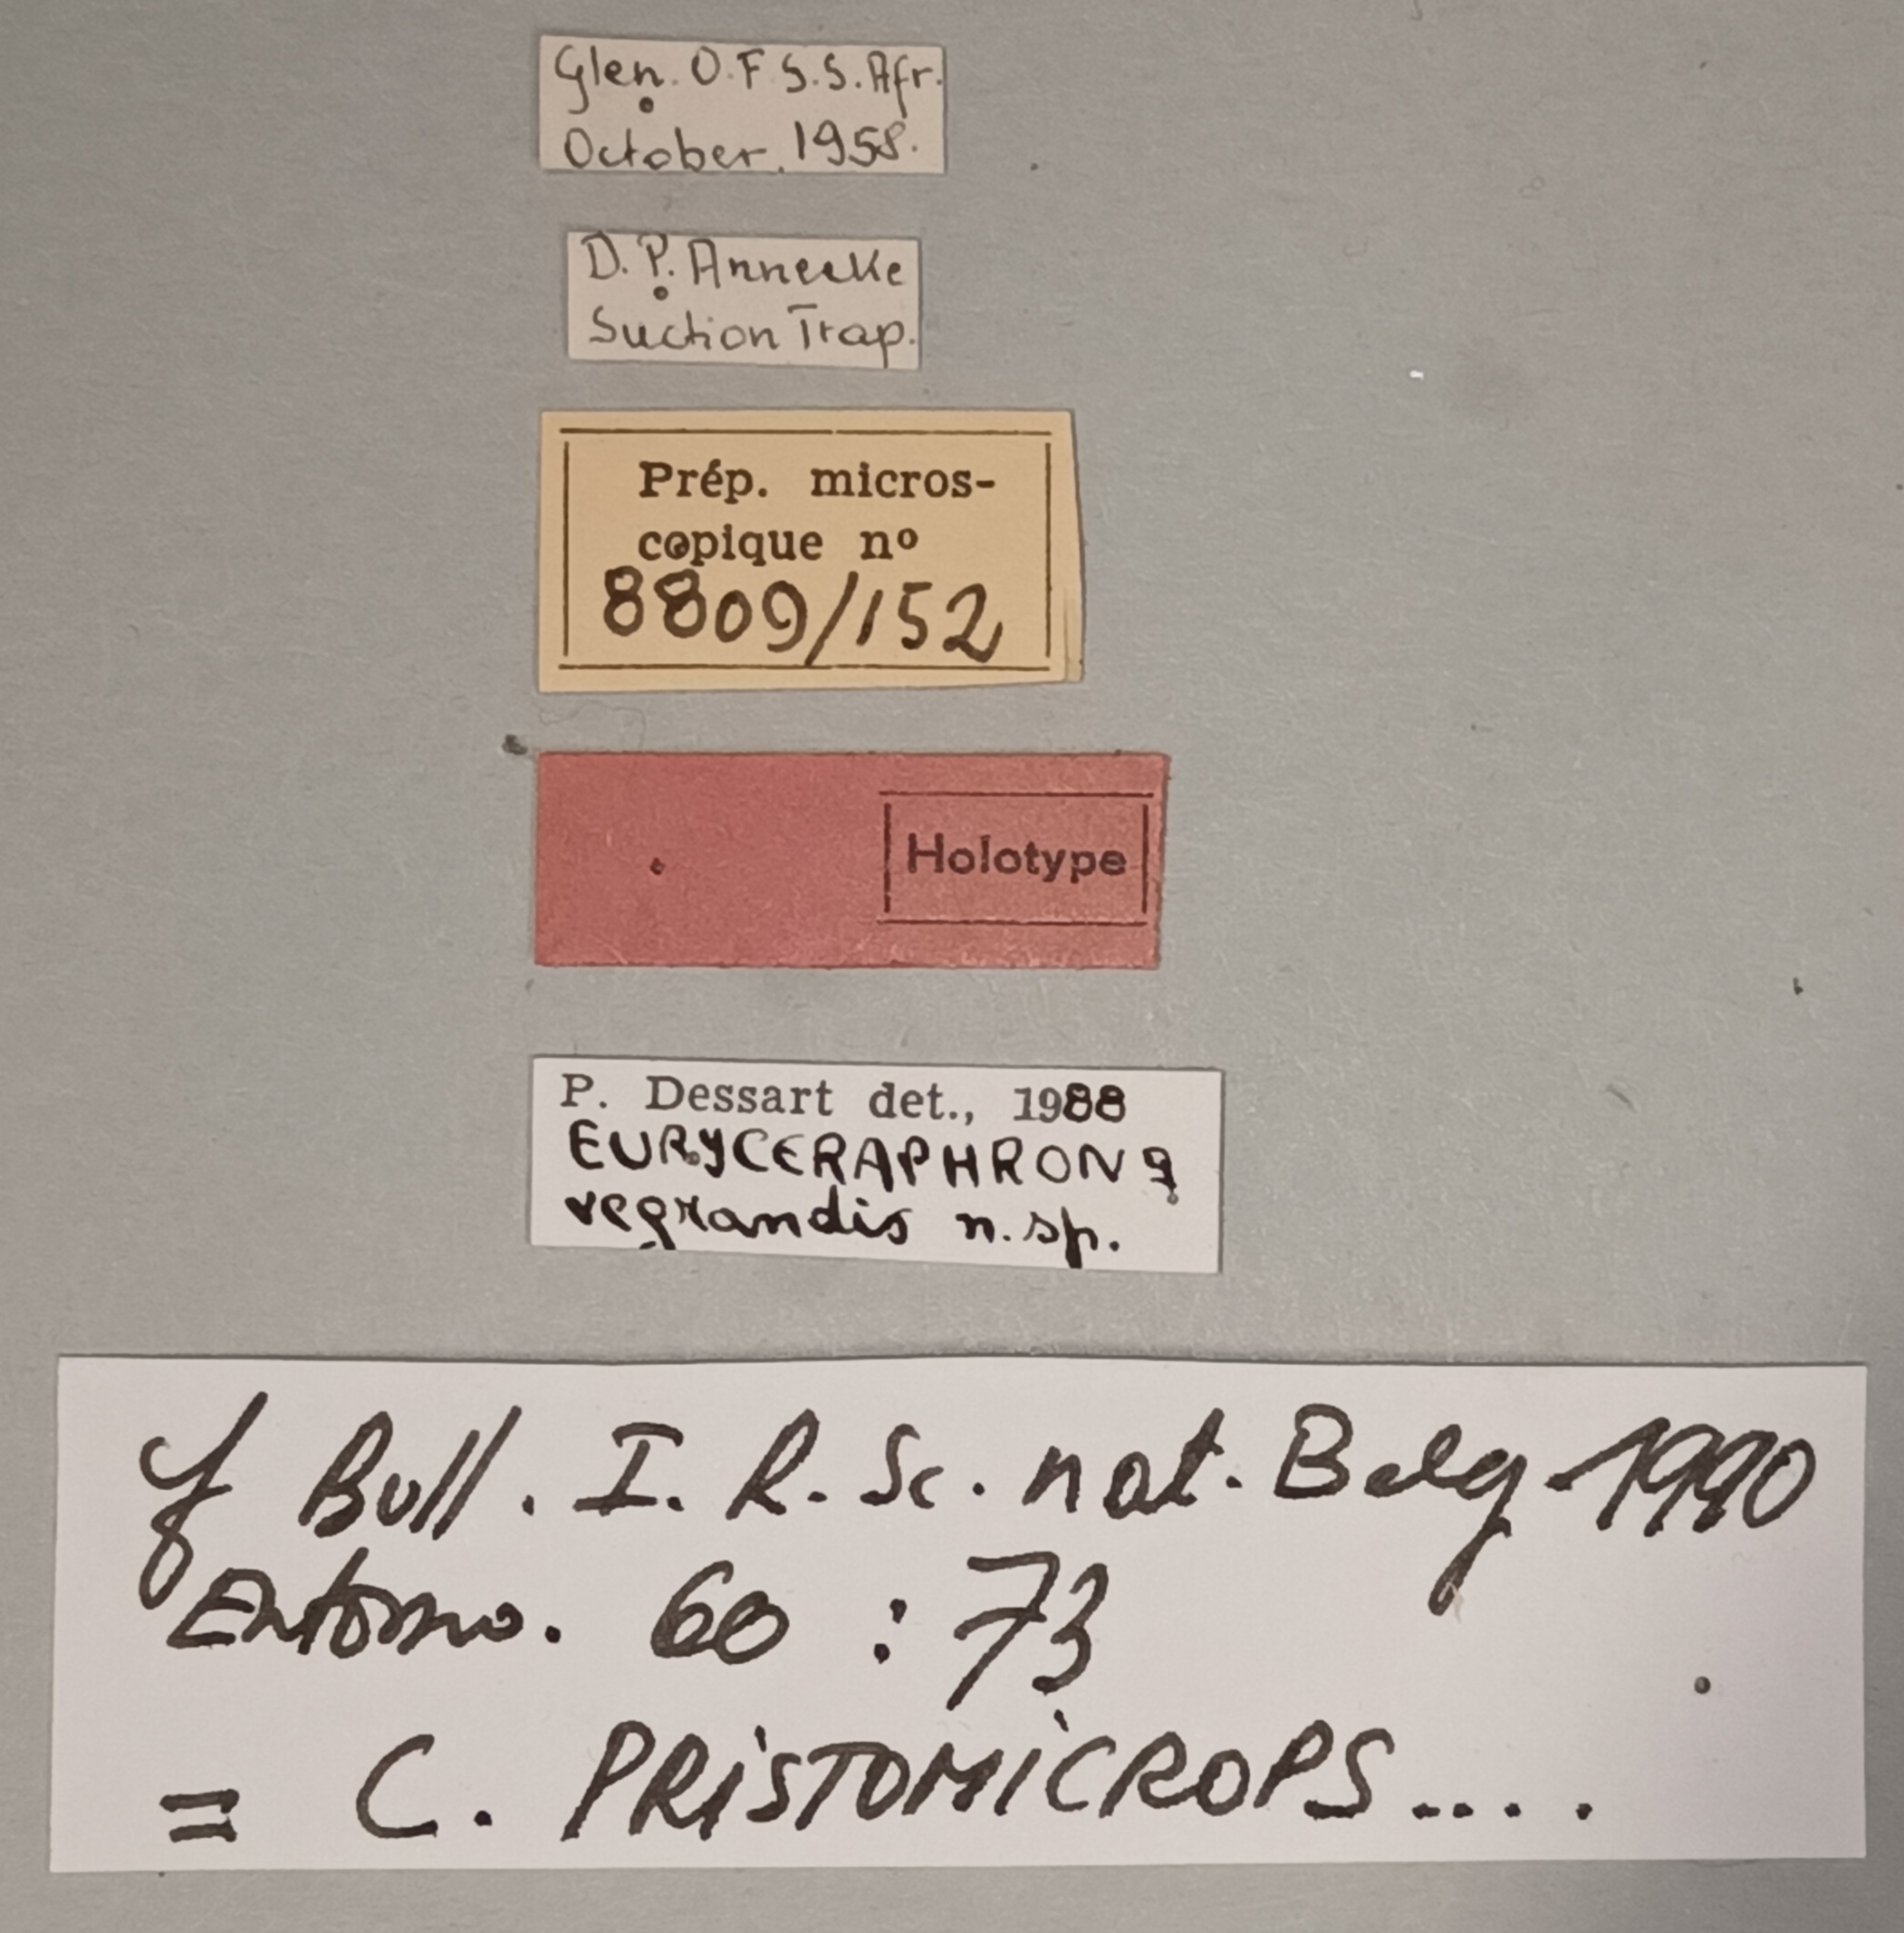 Glen. O.F.S.S.Afr.
October. 1958.
D.P. Annecke
Suction Trap.
Prép. micros-
copique nº
8809/152
Holotype
P. Dessart det., 1988
EURYCERAPHRON ♀
vegrandis n.sp.
cf Bull. I. R. Sc. nat. Belg. 1990
Entomo. 60 : 73
= C. PRiSTOMiCROPS....